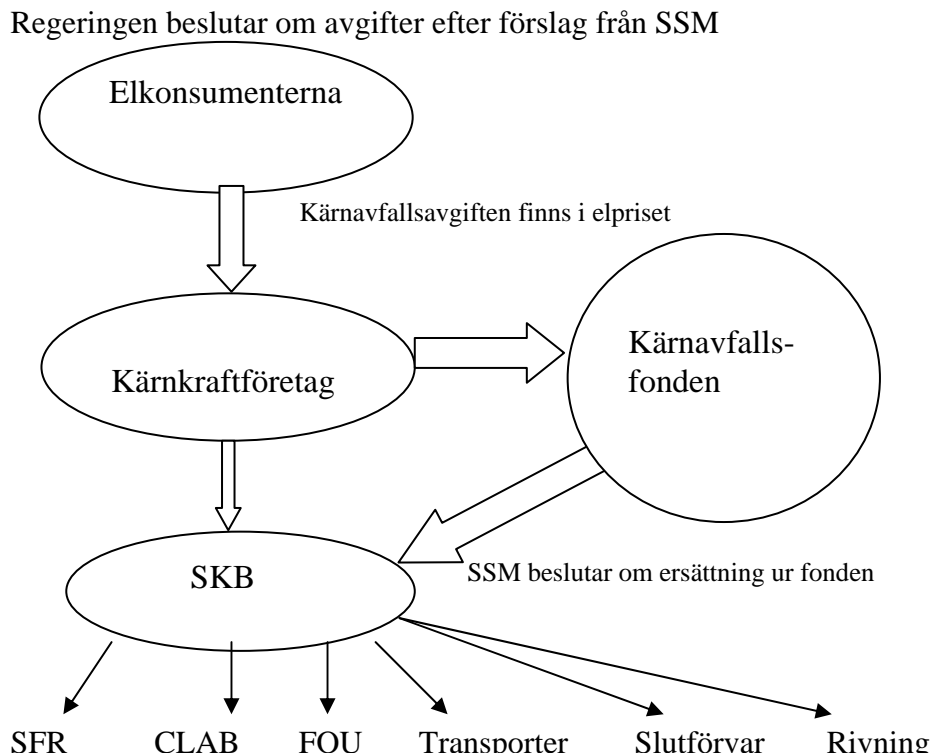 Regeringen beslutar om avgifter efter förslag från SSM
Elkonsumenterna
Kärnavfallsavgiften finns i elpriset
Kärnkraftföretag
Kärnavfalls-
fonden
SKB
SSM beslutar om ersättning ur fonden
SFR CLAB FOU Transporter Slutförvar Rivning